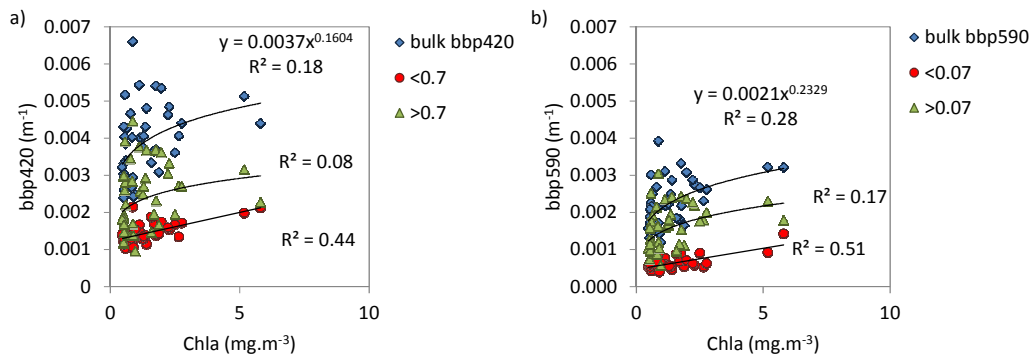 a)
0.007
0.006
0.005
0.004
0.003
0.002
0.001
0
bbp420 (m⁻¹)
y = 0.0037x^0.1604
R² = 0.18
R² = 0.08
R² = 0.44
0 5 10
Chla (mg.m⁻³)
bulk bbp420
<0.7
>0.7
b)
0.007
0.006
0.005
0.004
0.003
0.002
0.001
0.000
bbp590 (m⁻¹)
y = 0.0021x^0.2329
R² = 0.28
R² = 0.17
R² = 0.51
0 5 10
Chla (mg.m⁻³)
bulk bbp590
<0.07
>0.07